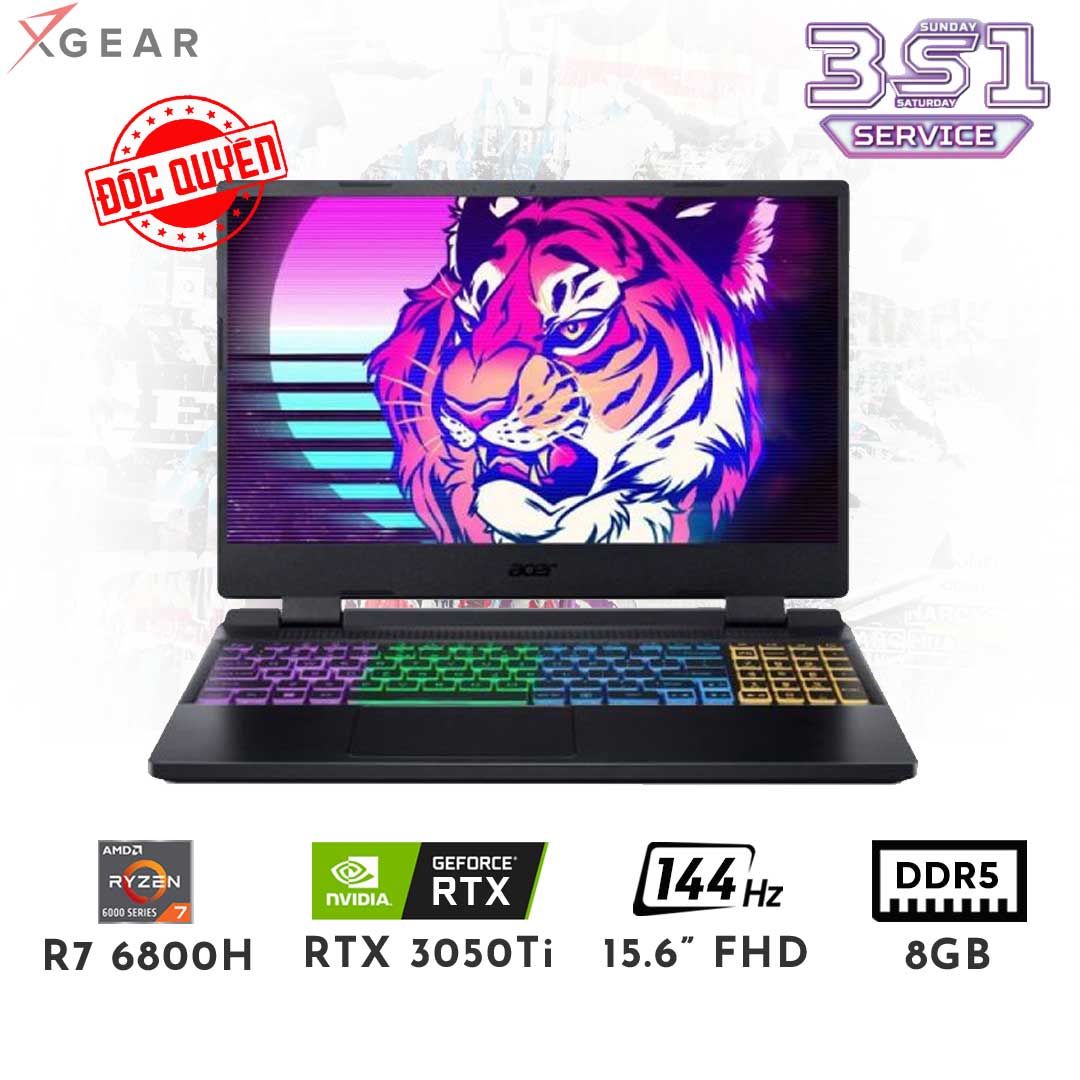 XGEAR
SUNDAY
3S1
SATURDAY
SERVICE
ĐỘC QUYỀN
acer
AMD
RYZEN
6000 SERIES 7
NVIDIA.
GEFORCE®
RTX
144Hz
DDR5
R7 6800H
RTX 3050Ti
15.6” FHD
8GB